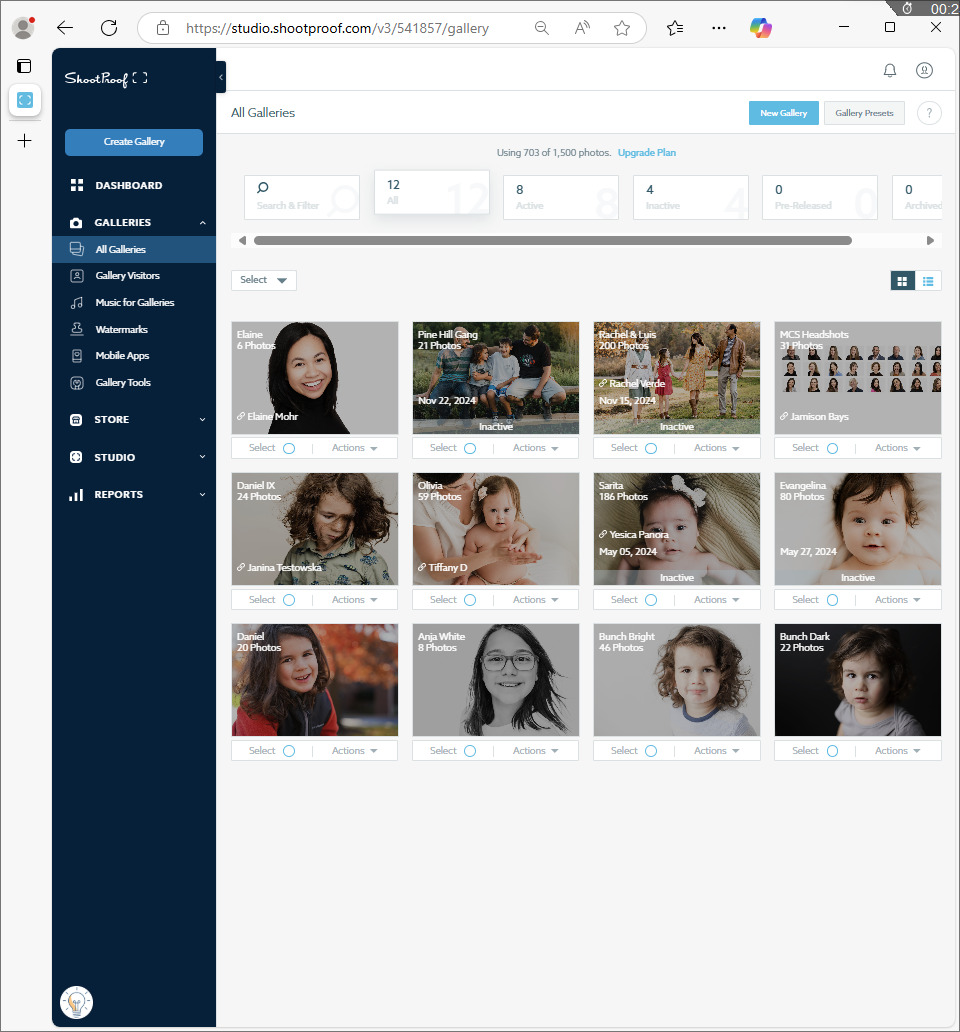 00:2
https://studio.shootproof.com/v3/541857/gallery
ShootProof
Create Gallery
DASHBOARD
GALLERIES
All Galleries
Gallery Visitors
Music for Galleries
Watermarks
Mobile Apps
Gallery Tools
STORE
STUDIO
REPORTS
All Galleries
New Gallery
Gallery Presets
?
Using 703 of 1,500 photos. Upgrade Plan
Search & Filter
12
All
12
8
Active
8
4
Inactive
4
0
Pre-Released
0
0
Archived
Select
Elaine
6 Photos
Elaine Mohr
Select Actions
Pine Hill Gang
21 Photos
Nov 22, 2024
Inactive
Select Actions
Rachel & Luis
200 Photos
Rachel Verde
Nov 15, 2024
Inactive
Select Actions
MCS Headshots
31 Photos
Jamison Bays
Select Actions
Daniel IX
24 Photos
Janina Testowska
Select Actions
Olivia
59 Photos
Tiffany D
Select Actions
Sarita
186 Photos
Yesica Panora
May 05, 2024
Inactive
Select Actions
Evangelina
80 Photos
May 27, 2024
Inactive
Select Actions
Daniel
20 Photos
Select Actions
Anja White
8 Photos
Select Actions
Bunch Bright
46 Photos
Select Actions
Bunch Dark
22 Photos
Select Actions